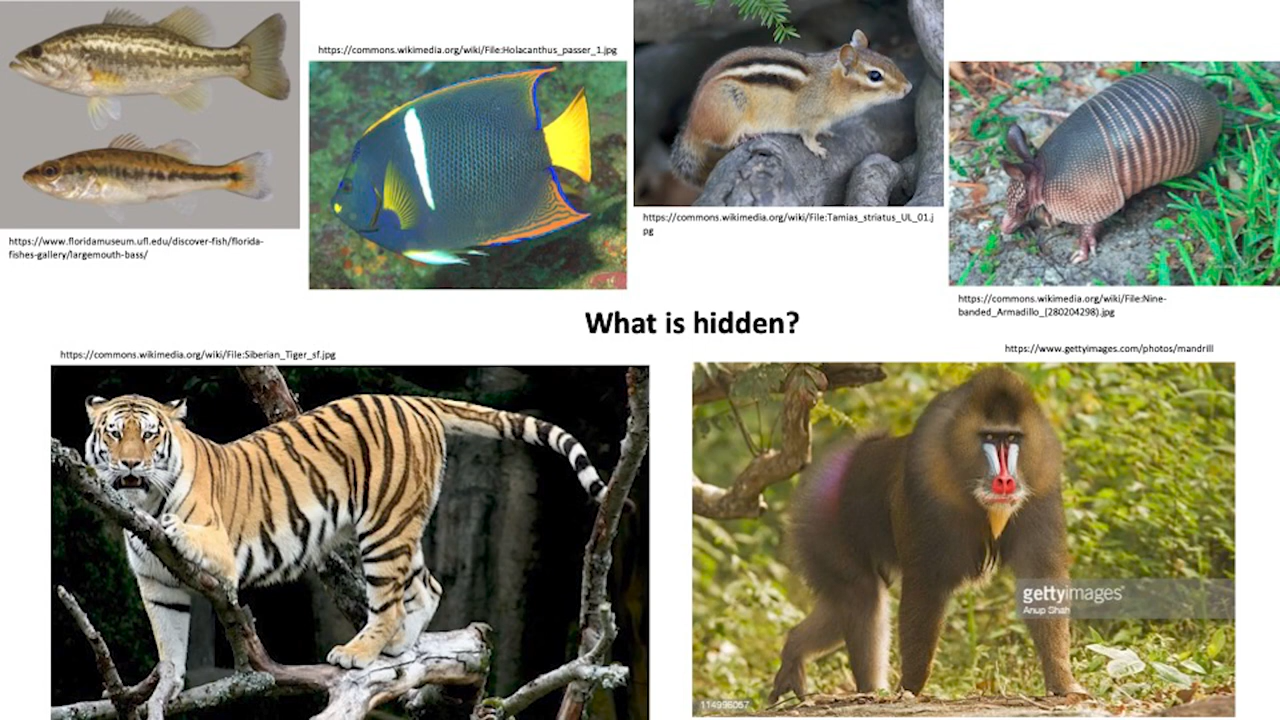 https://commons.wikimedia.org/wiki/File:Holacanthus_passer_1.jpg
https://commons.wikimedia.org/wiki/File:Tamias_striatus_UL_01.j
pg
https://www.floridamuseum.ufl.edu/discover-fish/florida-
fishes-gallery/largemouth-bass/
https://commons.wikimedia.org/wiki/File:Nine-
banded_Armadillo_(280204298).jpg
What is hidden?
https://commons.wikimedia.org/wiki/File:Siberian_Tiger_sf.jpg
https://www.gettyimages.com/photos/mandrill
gettyimages®
Anup Shah
114996067